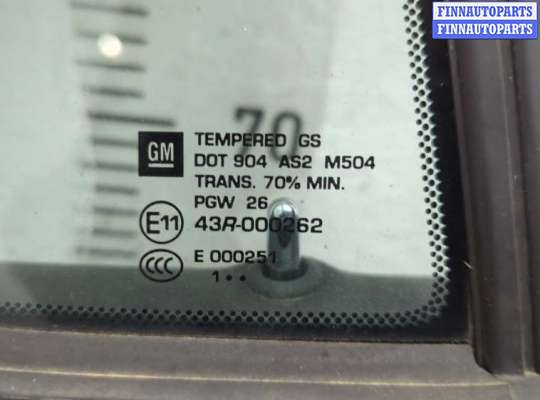 FINNAUTOPARTS
FINNAUTOPARTS
70
GM
TEMPERED GS
DOT 904 AS2 M504
TRANS. 70% MIN.
PGW 26
E11
43R-000262
CCC
E 000251
1••